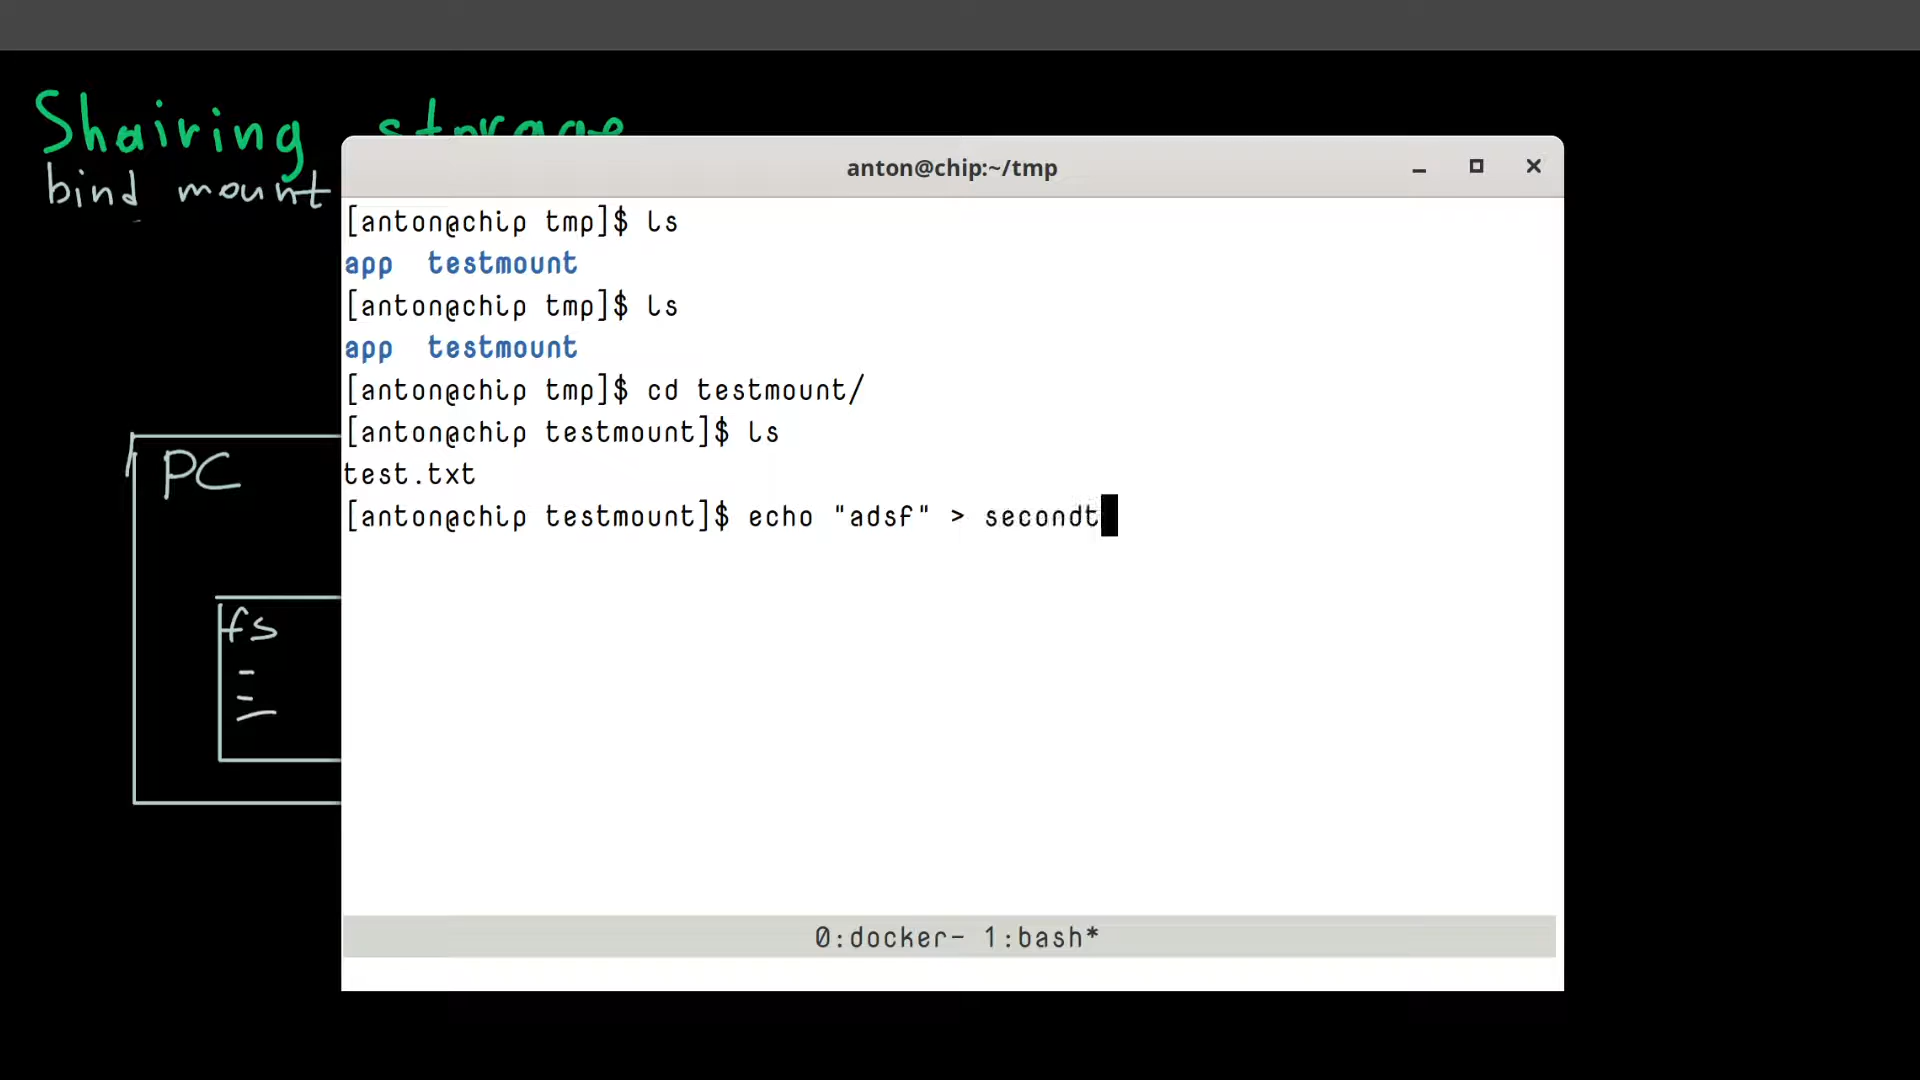 Shairing storage
bind mount
anton@chip:~/tmp
[anton@chip tmp]$ ls
app  testmount
[anton@chip tmp]$ ls
app  testmount
[anton@chip tmp]$ cd testmount/
[anton@chip testmount]$ ls
test.txt
[anton@chip testmount]$ echo "adsf" > secondt
PC
fs
0:docker- 1:bash*